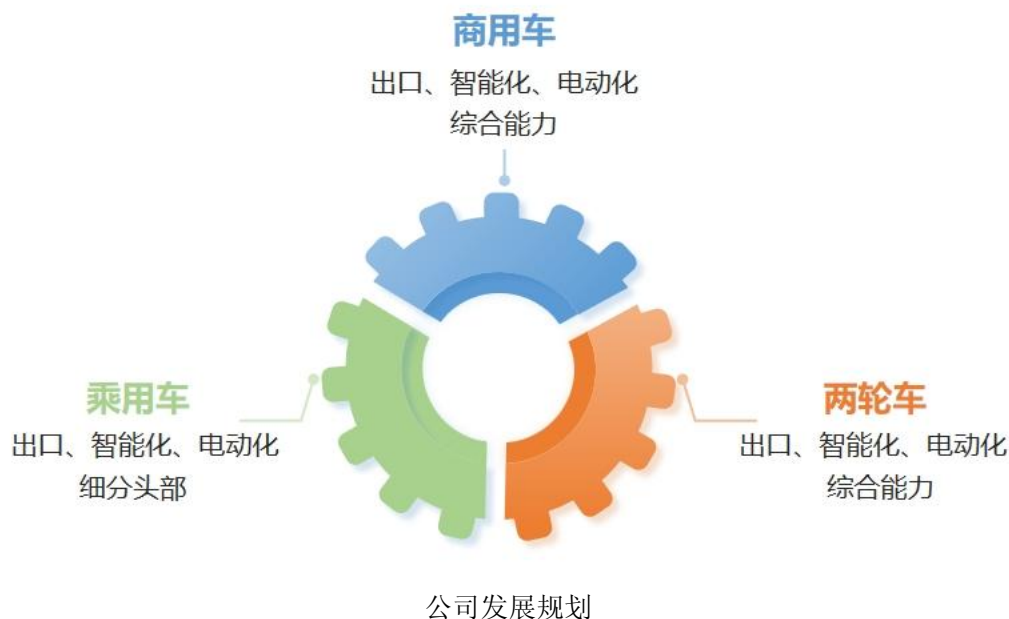 商用车
出口、智能化、电动化
综合能力
乘用车
出口、智能化、电动化
细分头部
两轮车
出口、智能化、电动化
综合能力
公司发展规划